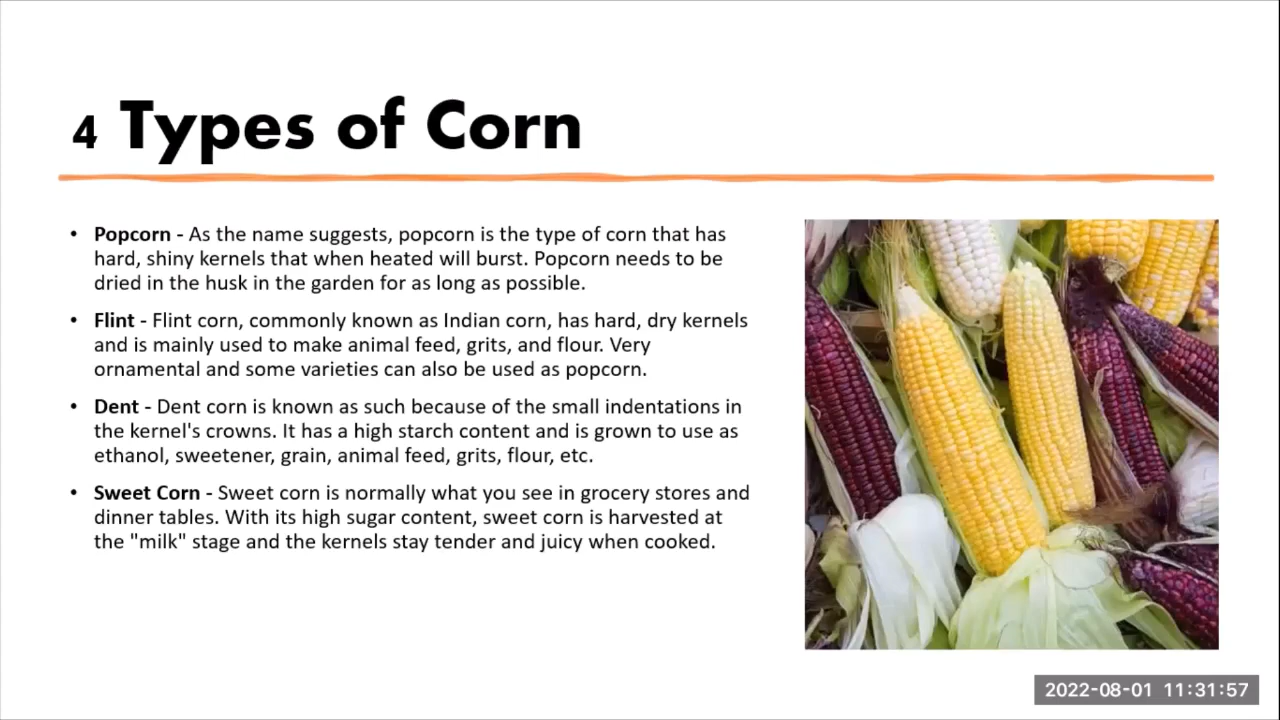 4 Types of Corn
• Popcorn - As the name suggests, popcorn is the type of corn that has
hard, shiny kernels that when heated will burst. Popcorn needs to be
dried in the husk in the garden for as long as possible.
• Flint - Flint corn, commonly known as Indian corn, has hard, dry kernels
and is mainly used to make animal feed, grits, and flour. Very
ornamental and some varieties can also be used as popcorn.
• Dent - Dent corn is known as such because of the small indentations in
the kernel's crowns. It has a high starch content and is grown to use as
ethanol, sweetener, grain, animal feed, grits, flour, etc.
• Sweet Corn - Sweet corn is normally what you see in grocery stores and
dinner tables. With its high sugar content, sweet corn is harvested at
the "milk" stage and the kernels stay tender and juicy when cooked.
2022-08-01 11:31:57